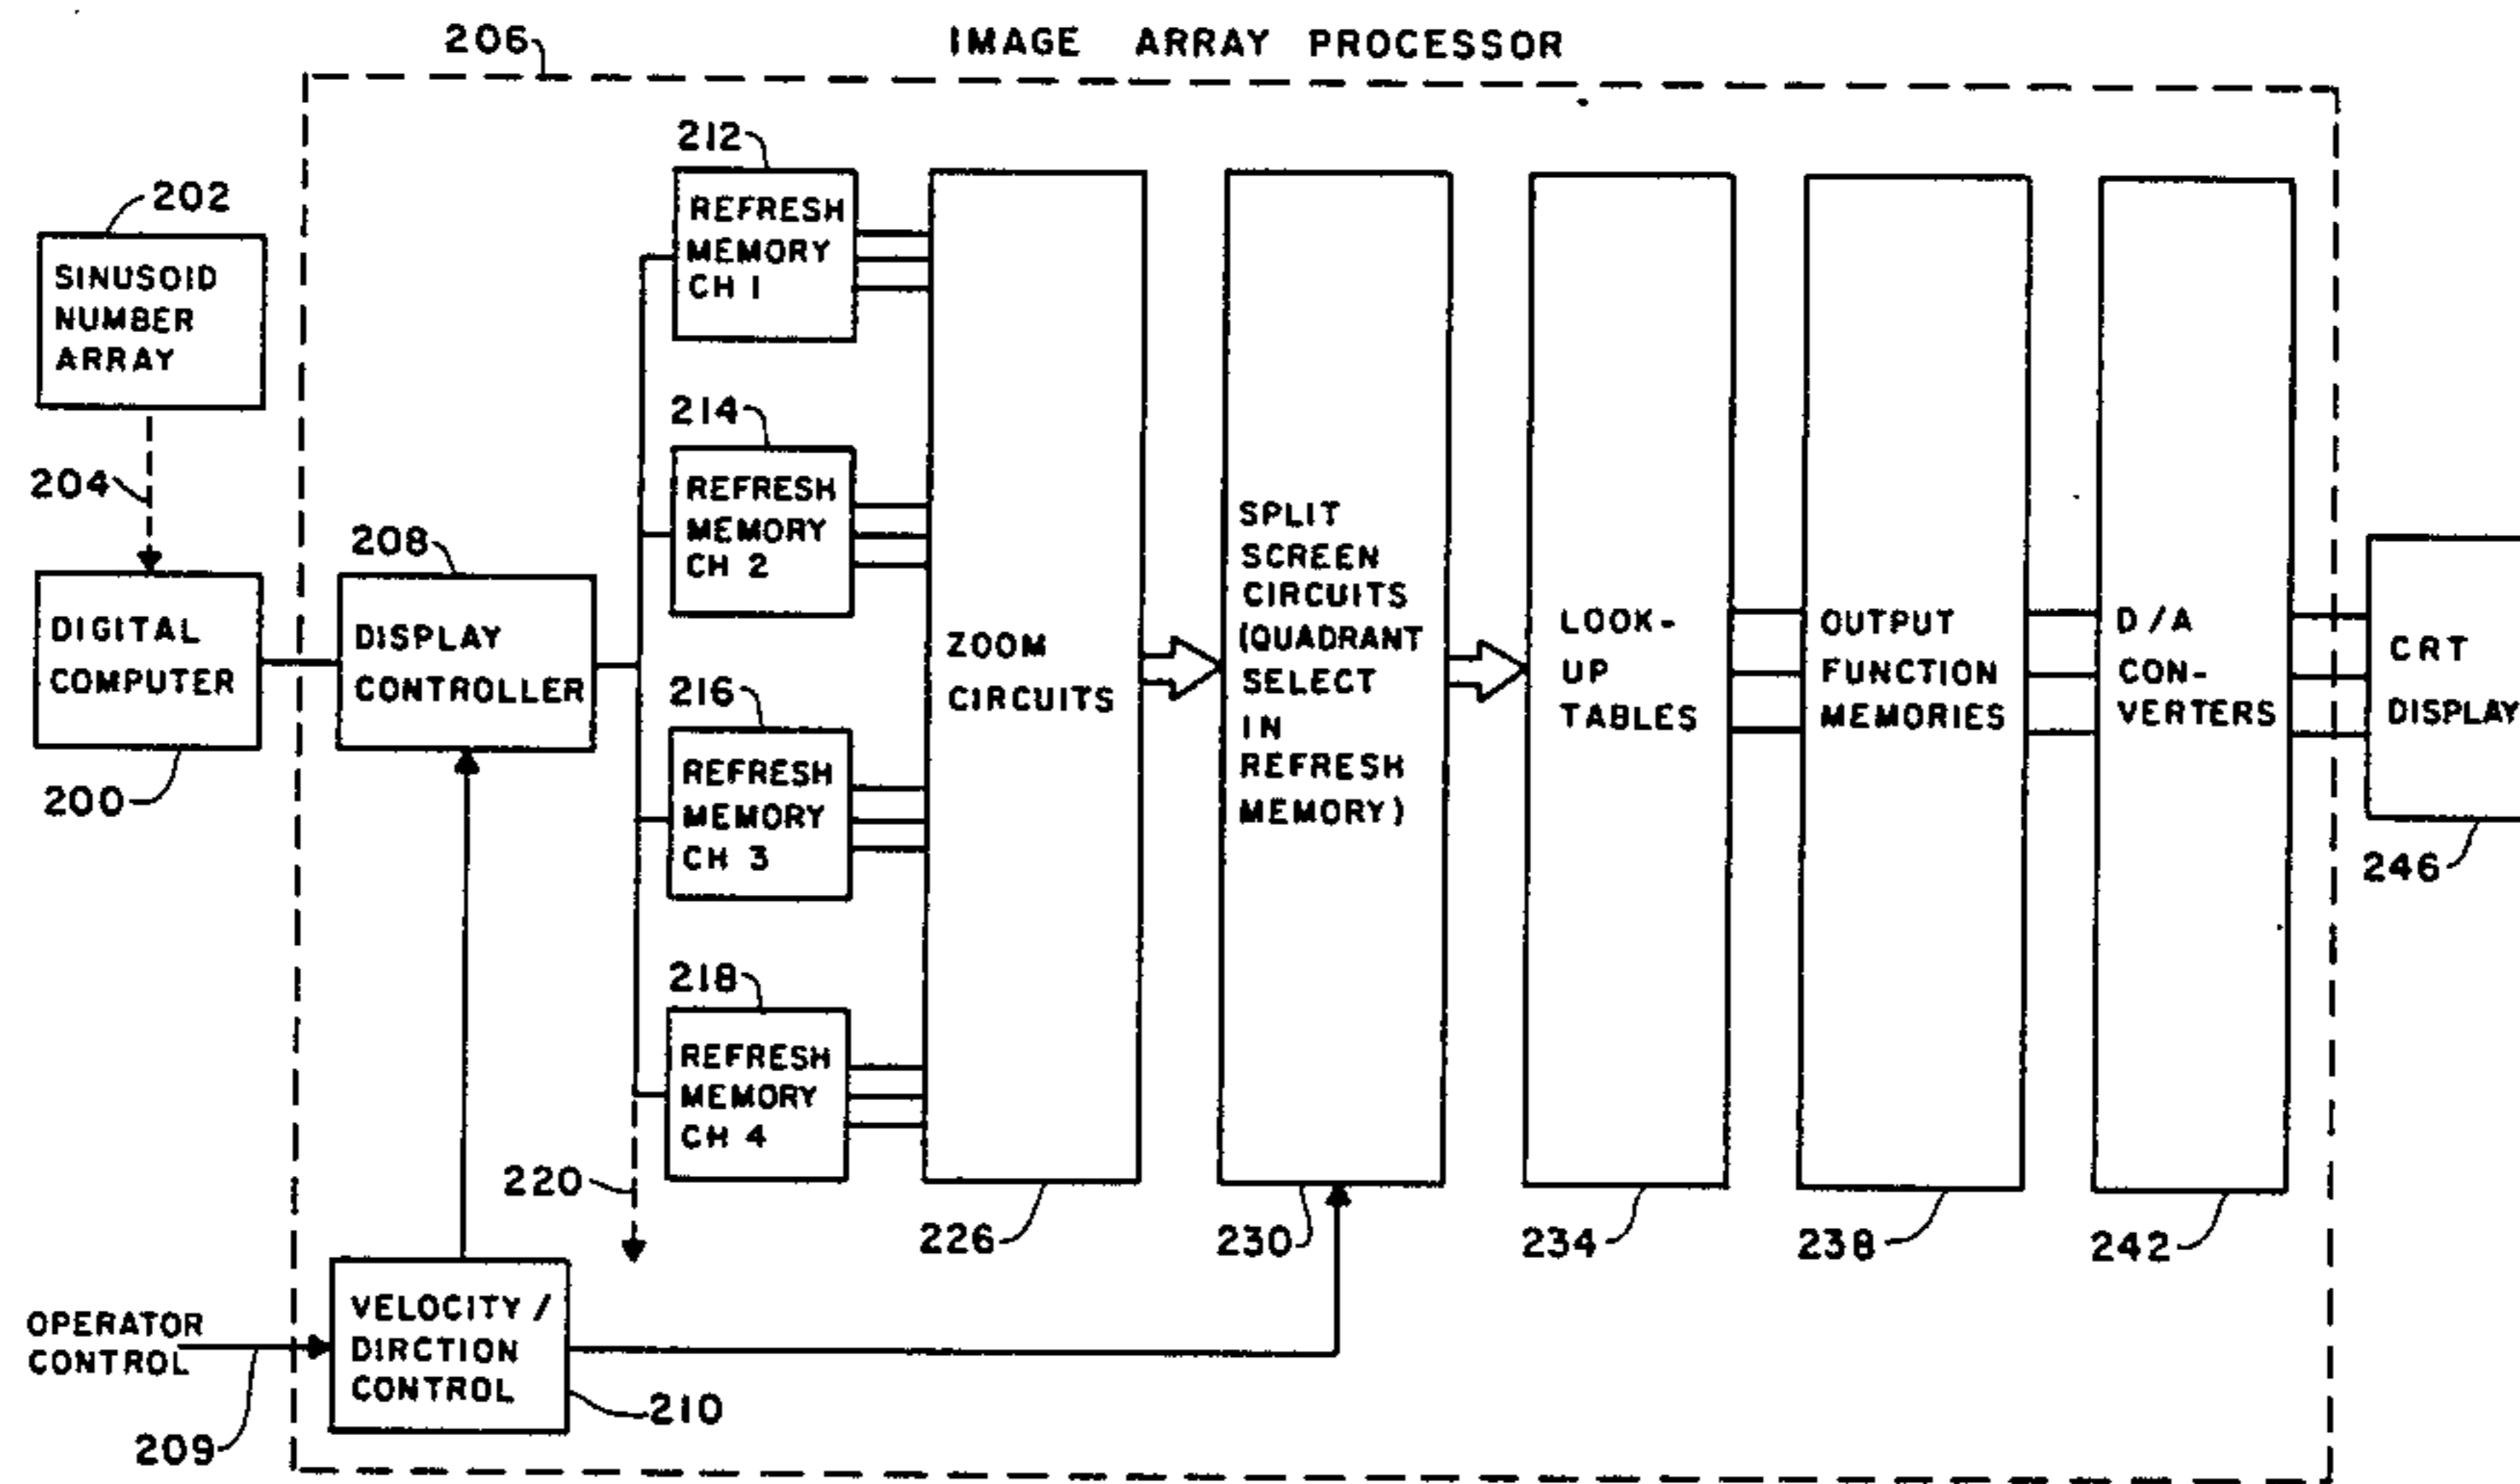 206
IMAGE ARRAY PROCESSOR
202
SINUSOID
NUMBER
ARRAY
204
DIGITAL
COMPUTER
200
208
DISPLAY
CONTROLLER
212
REFRESH
MEMORY
CH 1
214
REFRESH
MEMORY
CH 2
216
REFRESH
MEMORY
CH 3
218
REFRESH
MEMORY
CH 4
220
ZOOM
CIRCUITS
226
SPLIT
SCREEN
CIRCUITS
(QUADRANT
SELECT
IN
REFRESH
MEMORY)
230
LOOK-
UP
TABLES
234
OUTPUT
FUNCTION
MEMORIES
238
D/A
CON-
VERTERS
242
CRT
DISPLAY
246
OPERATOR
CONTROL
209
VELOCITY/
DIRCTION
CONTROL
210